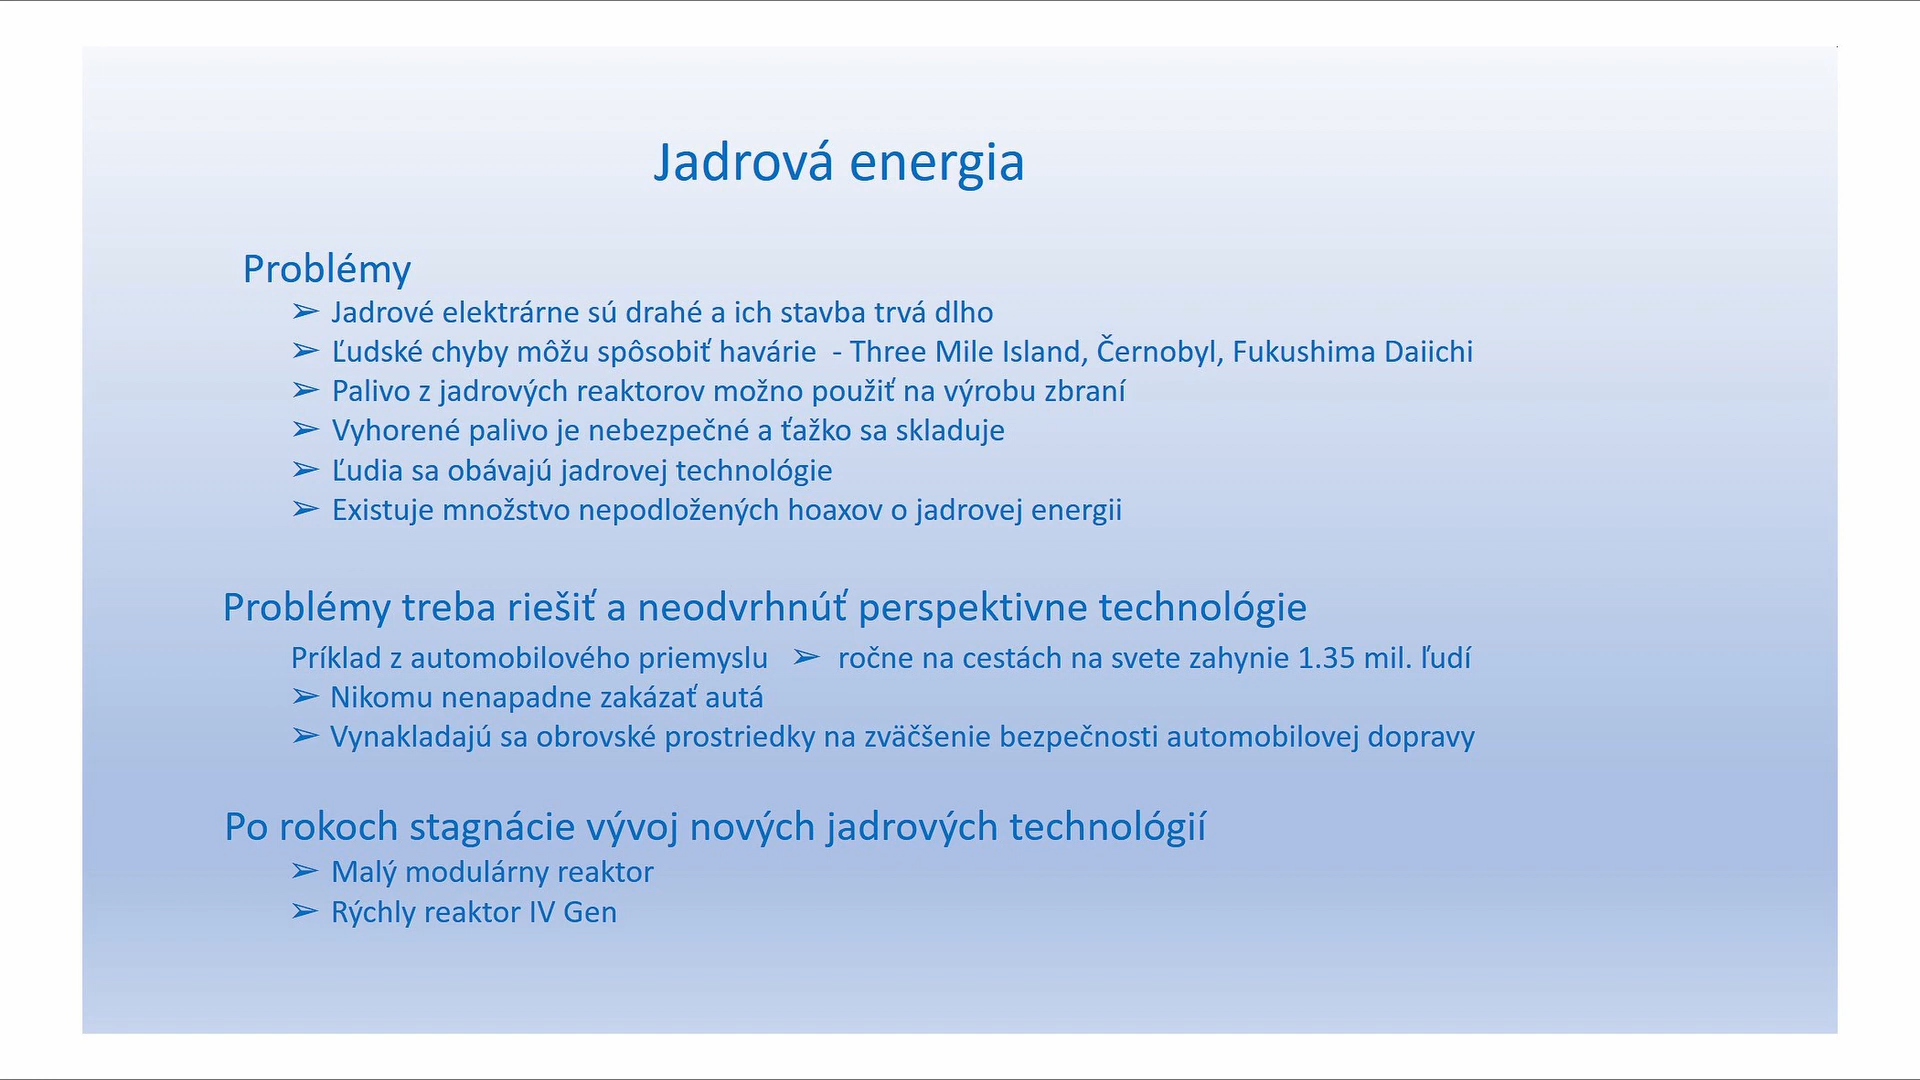 Jadrová energia
Problémy
➢ Jadrové elektrárne sú drahé a ich stavba trvá dlho
➢ Ľudské chyby môžu spôsobiť havárie - Three Mile Island, Černobyl, Fukushima Daiichi
➢ Palivo z jadrových reaktorov možno použiť na výrobu zbraní
➢ Vyhorené palivo je nebezpečné a ťažko sa skladuje
➢ Ľudia sa obávajú jadrovej technológie
➢ Existuje množstvo nepodložených hoaxov o jadrovej energii
Problémy treba riešiť a neodvrhnúť perspektivne technológie
Príklad z automobilového priemyslu ➢ ročne na cestách na svete zahynie 1.35 mil. ľudí
➢ Nikomu nenapadne zakázať autá
➢ Vynakladajú sa obrovské prostriedky na zväčšenie bezpečnosti automobilovej dopravy
Po rokoch stagnácie vývoj nových jadrových technológií
➢ Malý modulárny reaktor
➢ Rýchly reaktor IV Gen